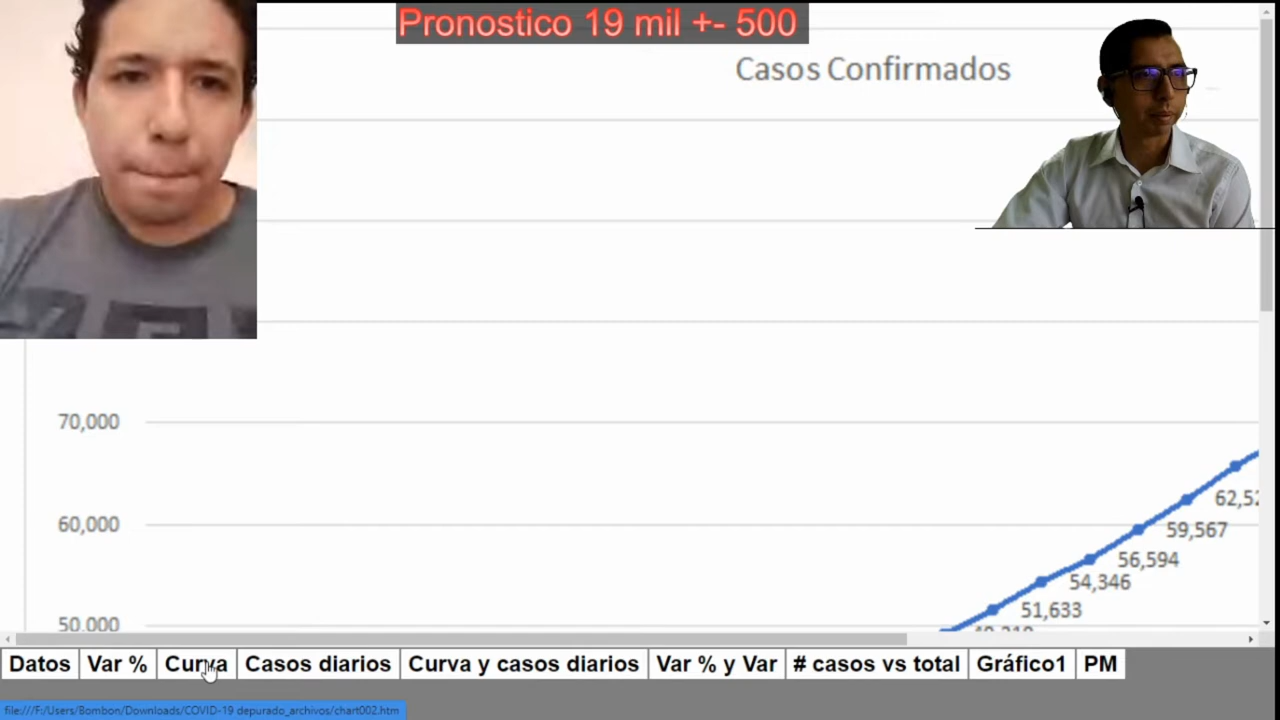 Pronostico 19 mil +- 500
Casos Confirmados
70,000
60,000
50,000
62,52
59,567
56,594
54,346
51,633
Datos
Var %
Curva
Casos diarios
Curva y casos diarios
Var % y Var
# casos vs total
Gráfico1
PM
file:///F:/Users/Bombon/Downloads/COVID-19 depurado_archivos/chart002.htm